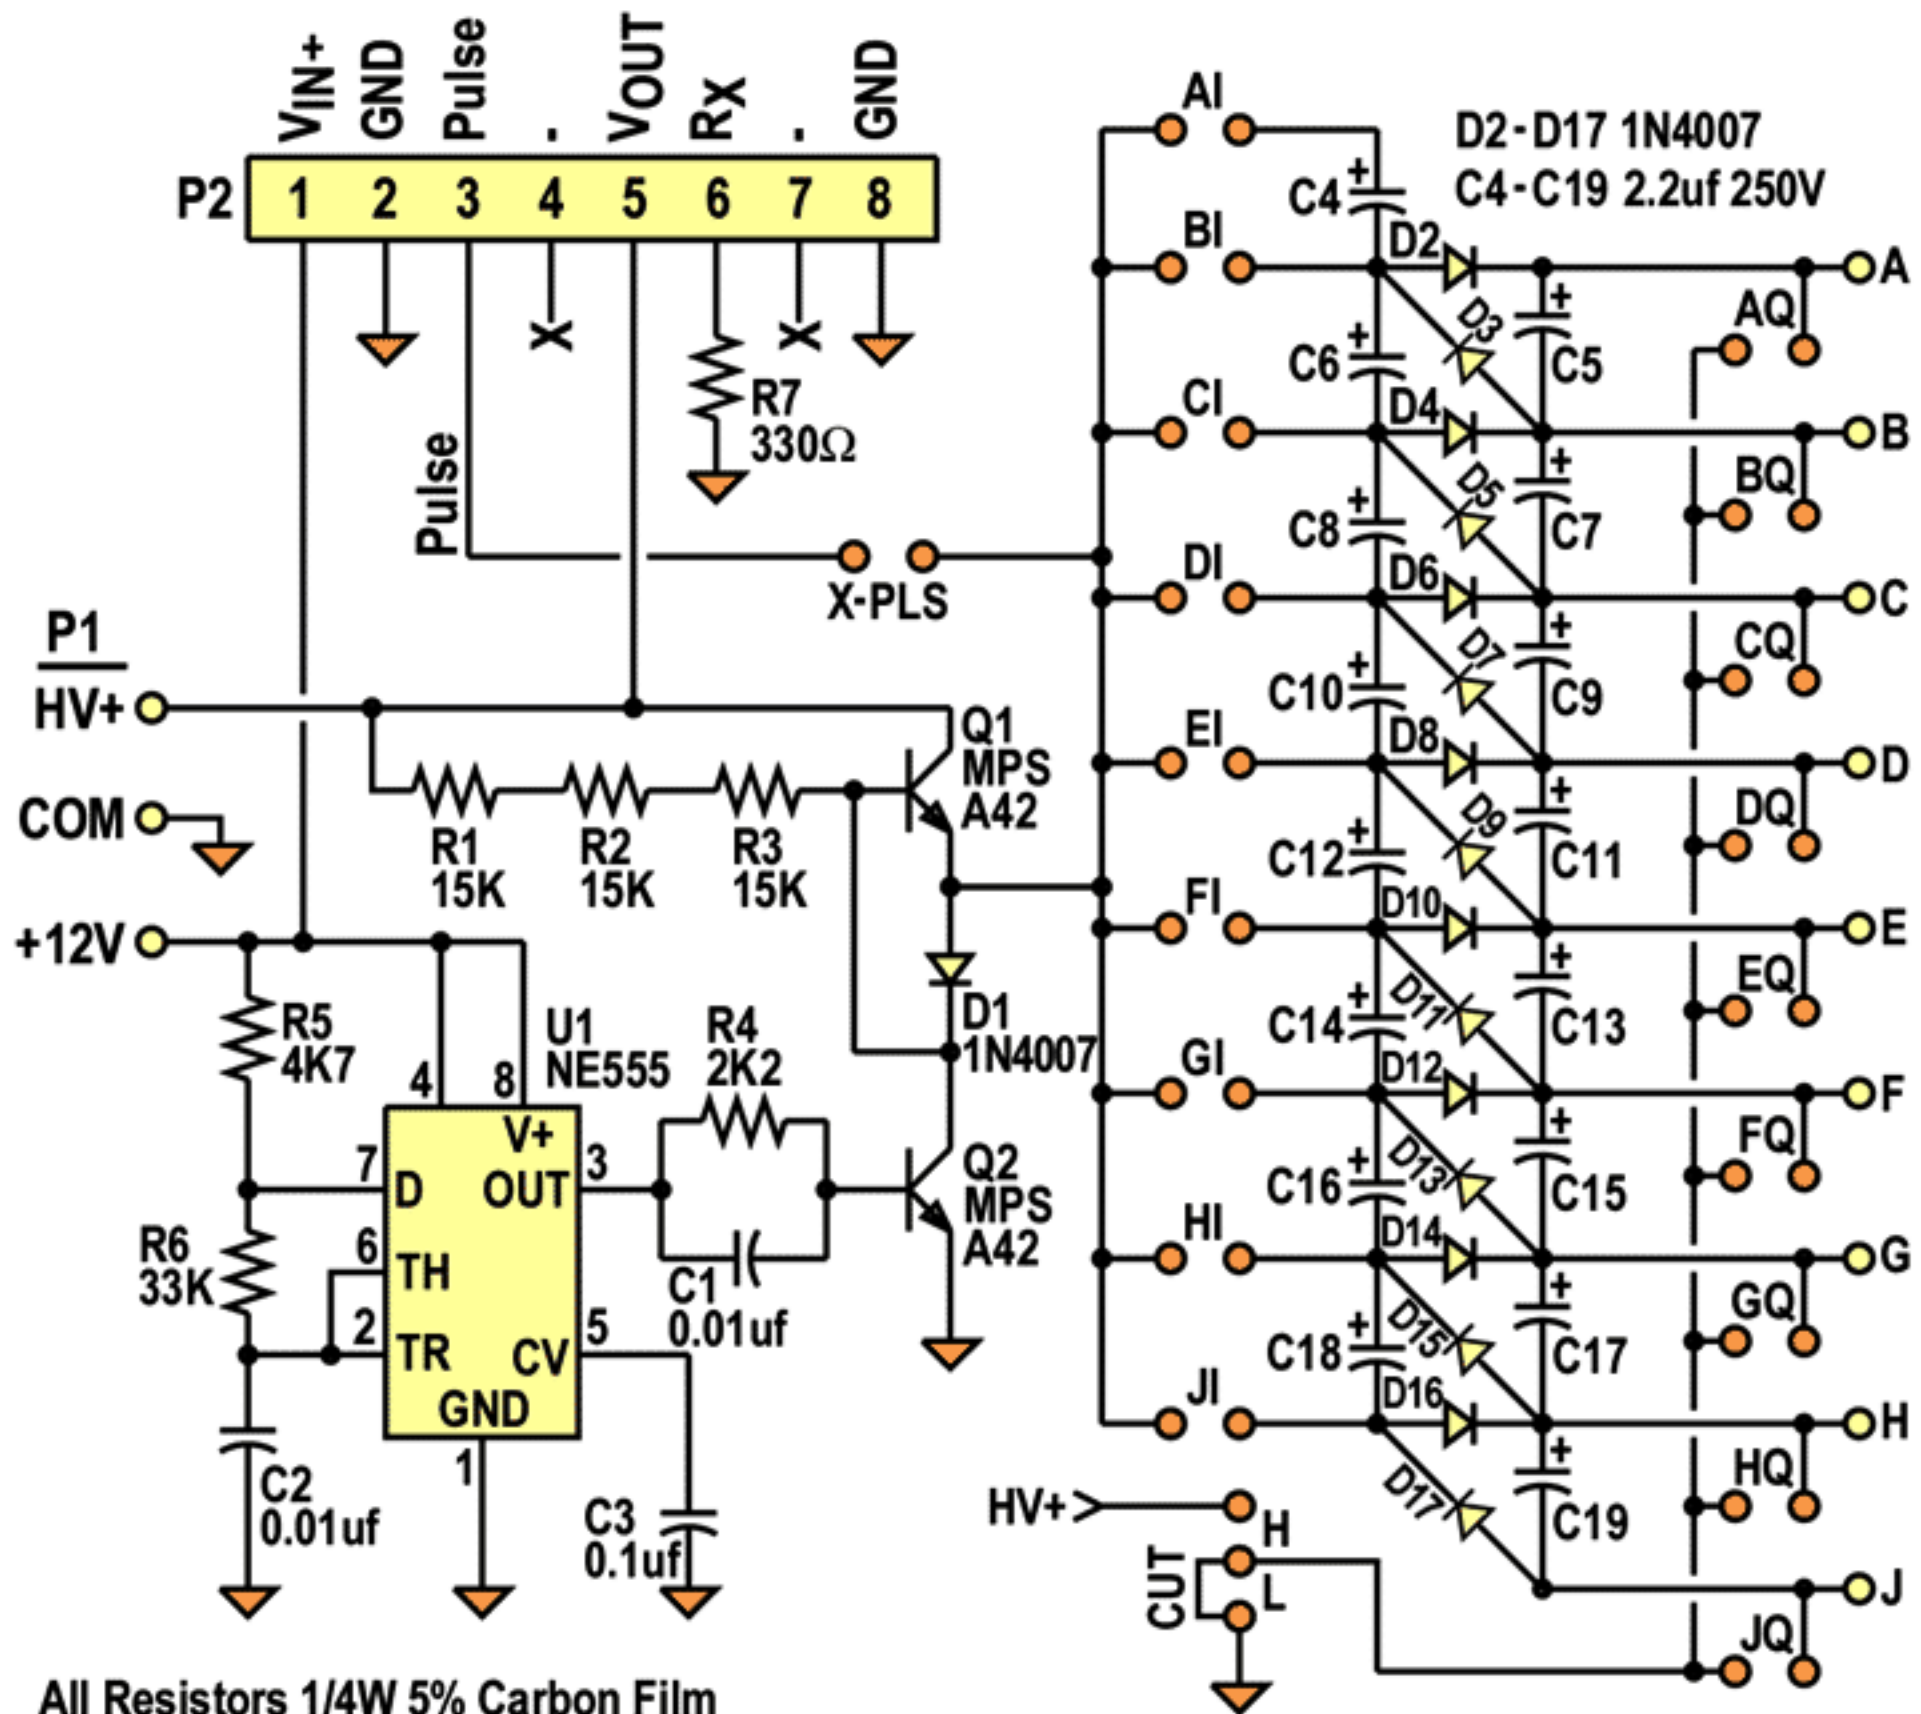 VIN+
GND
Pulse
.
VOUT
RX
.
GND
P2
1 2 3 4 5 6 7 8
X
X
R7
330Ω
Pulse
X-PLS
P1
HV+
COM
+12V
R1
15K
R2
15K
R3
15K
Q1
MPS
A42
D1
1N4007
R5
4K7
U1
NE555
R4
2K2
4
8
V+
7
D
OUT
3
6
TH
2
TR
CV
5
GND
1
R6
33K
C1
0.01uf
Q2
MPS
A42
C2
0.01uf
C3
0.1uf
All Resistors 1/4W 5% Carbon Film
D2-D17 1N4007
C4-C19 2.2uf 250V
AI
C4
+
BI
D2
A
D3
+
C5
AQ
C6
+
CI
D4
B
D5
+
C7
BQ
C8
+
DI
D6
C
D7
+
C9
CQ
C10
+
EI
D8
D
D9
+
C11
DQ
C12
+
FI
D10
E
D11
+
C13
EQ
C14
+
GI
D12
F
D13
+
C15
FQ
C16
+
HI
D14
G
D15
+
C17
GQ
C18
+
JI
D16
H
D17
+
C19
HQ
HV+
H
CUT
L
J
JQ